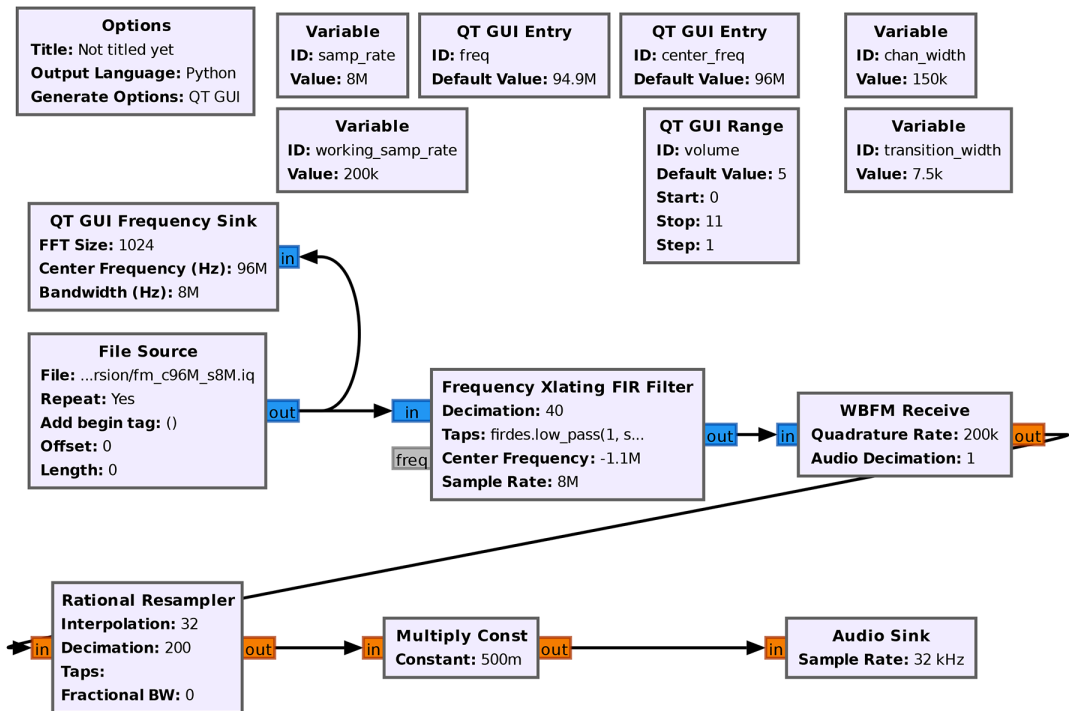 Options
Title: Not titled yet
Output Language: Python
Generate Options: QT GUI
Variable
ID: samp_rate
Value: 8M
QT GUI Entry
ID: freq
Default Value: 94.9M
QT GUI Entry
ID: center_freq
Default Value: 96M
Variable
ID: chan_width
Value: 150k
Variable
ID: working_samp_rate
Value: 200k
QT GUI Range
ID: volume
Default Value: 5
Start: 0
Stop: 11
Step: 1
Variable
ID: transition_width
Value: 7.5k
QT GUI Frequency Sink
FFT Size: 1024
Center Frequency (Hz): 96M
Bandwidth (Hz): 8M
in
File Source
File: ...rsion/fm_c96M_s8M.iq
Repeat: Yes
Add begin tag: ()
Offset: 0
Length: 0
out
in
freq
Frequency Xlating FIR Filter
Decimation: 40
Taps: firdes.low_pass(1, s...
Center Frequency: -1.1M
Sample Rate: 8M
out
in
WBFM Receive
Quadrature Rate: 200k
Audio Decimation: 1
out
in
Rational Resampler
Interpolation: 32
Decimation: 200
Taps:
Fractional BW: 0
out
in
Multiply Const
Constant: 500m
out
in
Audio Sink
Sample Rate: 32 kHz